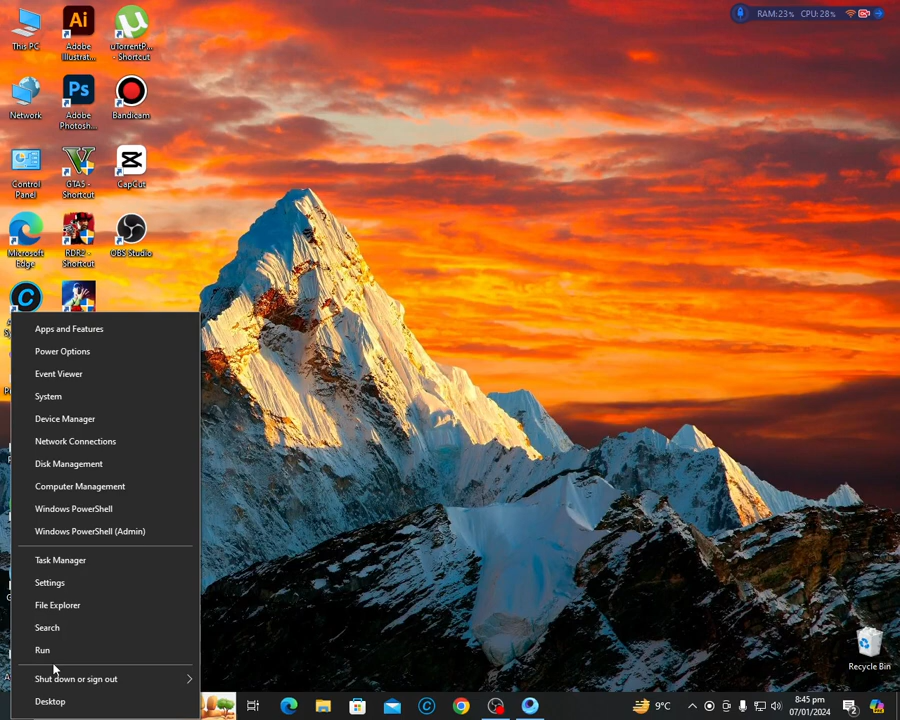 RAM:23% CPU:28%
This PC
Adobe
Illustrat...
uTorrentP...
- Shortcut
Network
Adobe
Photosh...
Bandicam
Control
Panel
GTA5 -
Shortcut
CapCut
Microsoft
Edge
RDR2 -
Shortcut
OBS Studio
Apps and Features
Power Options
Event Viewer
System
Device Manager
Network Connections
Disk Management
Computer Management
Windows PowerShell
Windows PowerShell (Admin)
Task Manager
Settings
File Explorer
Search
Run
Shut down or sign out
Desktop
Recycle Bin
9°C
8:45 pm
07/01/2024
2